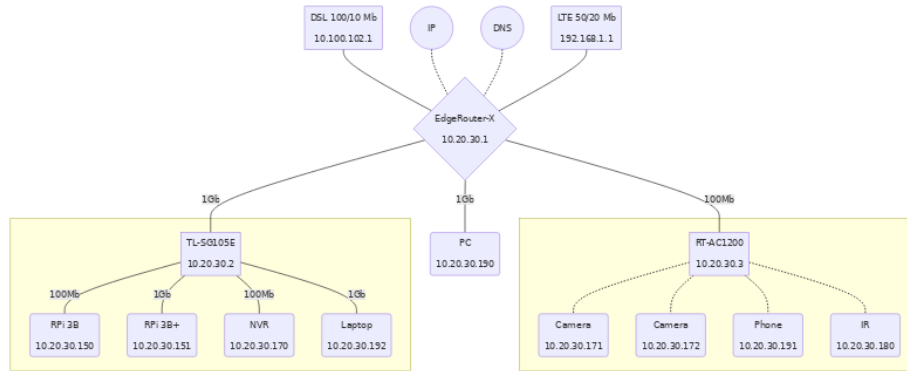 DSL 100/10 Mb
10.100.102.1
IP
DNS
LTE 50/20 Mb
192.168.1.1
EdgeRouter-X
10.20.30.1
1Gb
1Gb
100Mb
TL-SG105E
10.20.30.2
PC
10.20.30.190
RT-AC1200
10.20.30.3
100Mb
1Gb
100Mb
1Gb
RPi 3B
10.20.30.150
RPi 3B+
10.20.30.151
NVR
10.20.30.170
Laptop
10.20.30.192
Camera
10.20.30.171
Camera
10.20.30.172
Phone
10.20.30.191
IR
10.20.30.180